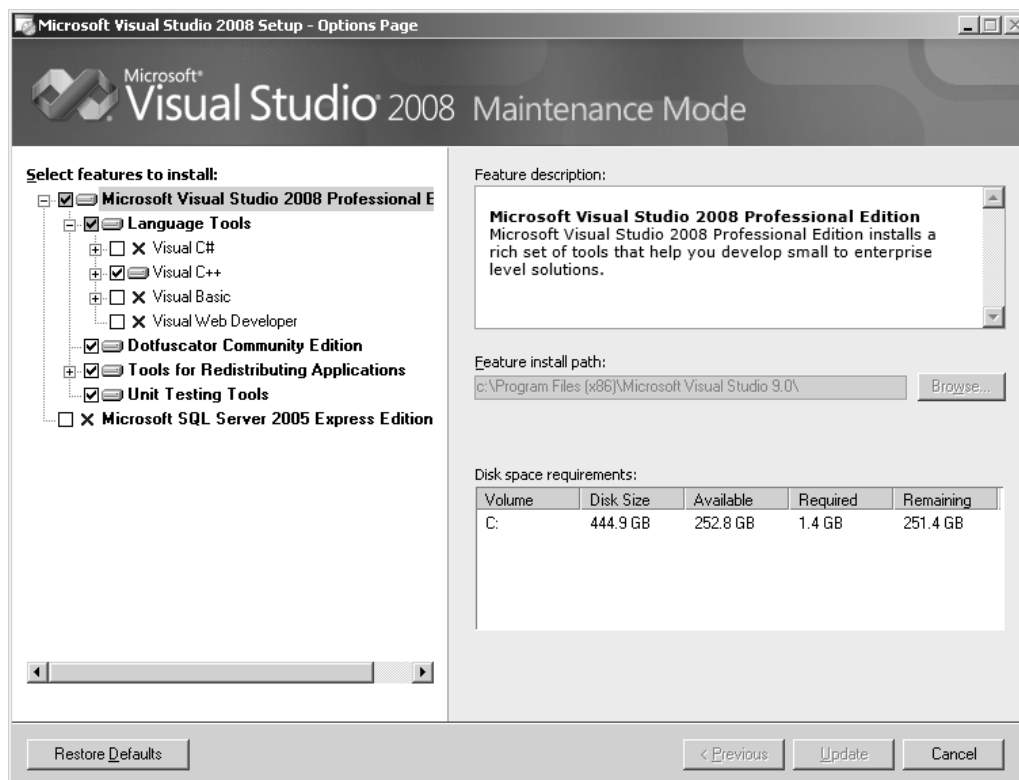 Microsoft Visual Studio 2008 Setup - Options Page
Microsoft®
Visual Studio® 2008 Maintenance Mode
Select features to install:
Microsoft Visual Studio 2008 Professional E
Language Tools
Visual C#
Visual C++
Visual Basic
Visual Web Developer
Dotfuscator Community Edition
Tools for Redistributing Applications
Unit Testing Tools
Microsoft SQL Server 2005 Express Edition
Feature description:
Microsoft Visual Studio 2008 Professional Edition
Microsoft Visual Studio 2008 Professional Edition installs a
rich set of tools that help you develop small to enterprise
level solutions.
Feature install path:
c:\Program Files (x86)\Microsoft Visual Studio 9.0\
Browse...
Disk space requirements:
Volume Disk Size Available Required Remaining
C: 444.9 GB 252.8 GB 1.4 GB 251.4 GB
Restore Defaults
< Previous
Update
Cancel